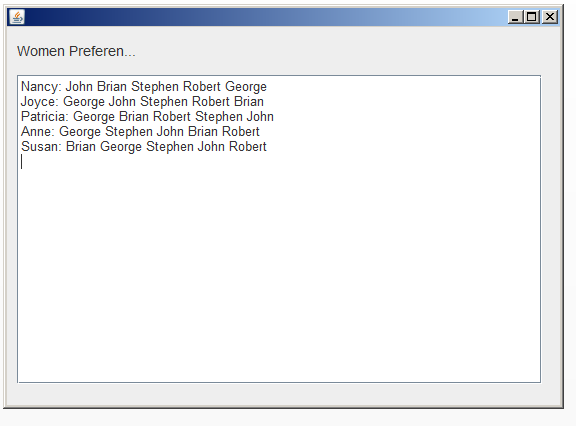 Women Preferen...
Nancy: John Brian Stephen Robert George
Joyce: George John Stephen Robert Brian
Patricia: George Brian Robert Stephen John
Anne: George Stephen John Brian Robert
Susan: Brian George Stephen John Robert